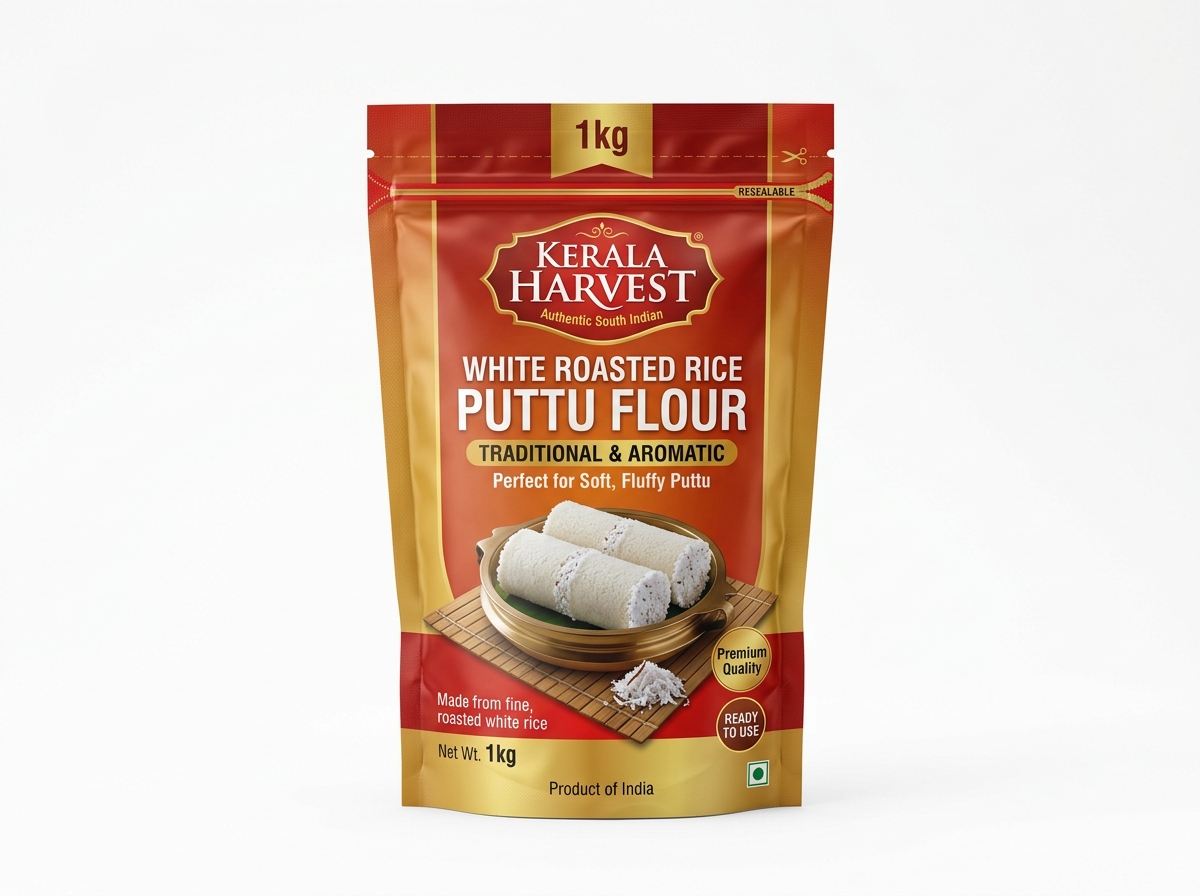 1kg
RESEALABLE
KERALA
HARVEST®
Authentic South Indian
WHITE ROASTED RICE
PUTTU FLOUR
TRADITIONAL & AROMATIC
Perfect for Soft, Fluffy Puttu
Premium
Quality
Made from fine,
roasted white rice
READY
TO USE
Net Wt. 1kg
Product of India